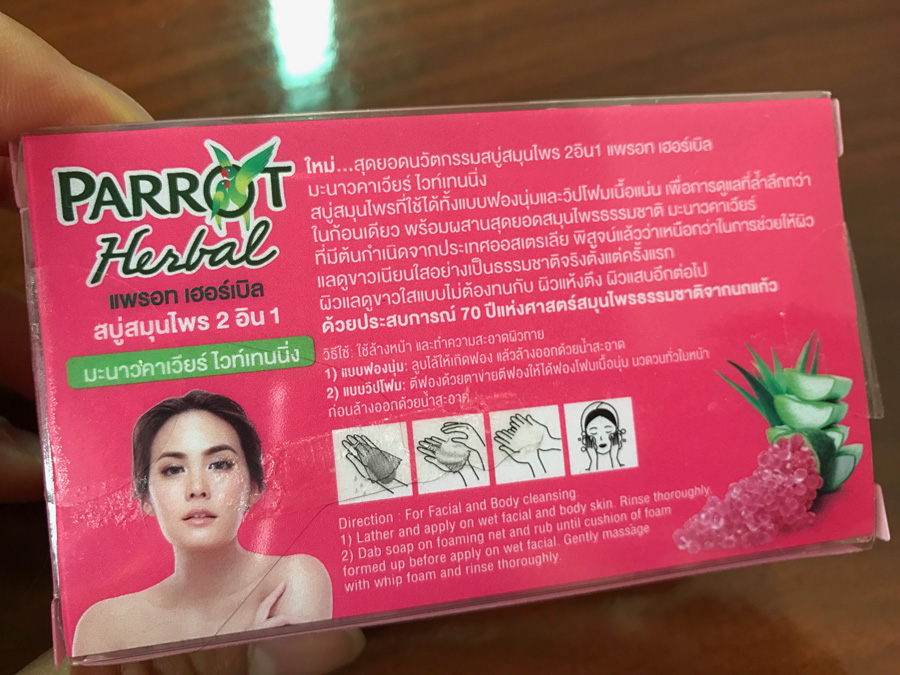 PARROT
Herbal
แพรอท เฮอร์เบิล
สบู่สมุนไพร 2 อิน 1
มะนาวคาเวียร์ ไวท์เทนนิ่ง
ใหม่...สุดยอดนวัตกรรมสบู่สมุนไพร 2อิน1 แพรอท เฮอร์เบิล
มะนาวคาเวียร์ ไวท์เทนนิ่ง
สบู่สมุนไพรที่ใช้ได้ทั้งแบบฟองนุ่มและวิปโฟมเนื้อแน่น เพื่อการดูแลที่ล้ำลึกกว่า
ในก้อนเดียว พร้อมผสานสุดยอดสมุนไพรธรรมชาติ มะนาวคาเวียร์
ที่มีต้นกำเนิดจากประเทศออสเตรเลีย พิสูจน์แล้วว่าเหนือกว่าในการช่วยให้ผิว
แลดูขาวเนียนใสอย่างเป็นธรรมชาติจริงตั้งแต่ครั้งแรก
ผิวแลดูขาวใสแบบไม่ต้องทนกับ ผิวแห้งตึง ผิวแสบอีกต่อไป
ด้วยประสบการณ์ 70 ปีแห่งศาสตร์สมุนไพรธรรมชาติจากนกแก้ว
วิธีใช้: ใช้ล้างหน้า และทำความสะอาดผิวกาย
1) แบบฟองนุ่ม: ลูบไล้ให้เกิดฟอง แล้วล้างออกด้วยน้ำสะอาด
2) แบบวิปโฟม: ตีฟองด้วยตาข่ายตีฟองให้ได้ฟองโฟมเนื้อนุ่ม นวดวนทั่วใบหน้า
ก่อนล้างออกด้วยน้ำสะอาด
Direction : For Facial and Body cleansing
1) Lather and apply on wet facial and body skin. Rinse thoroughly.
2) Dab soap on foaming net and rub until cushion of foam
formed up before apply on wet facial. Gently massage
with whip foam and rinse thoroughly.